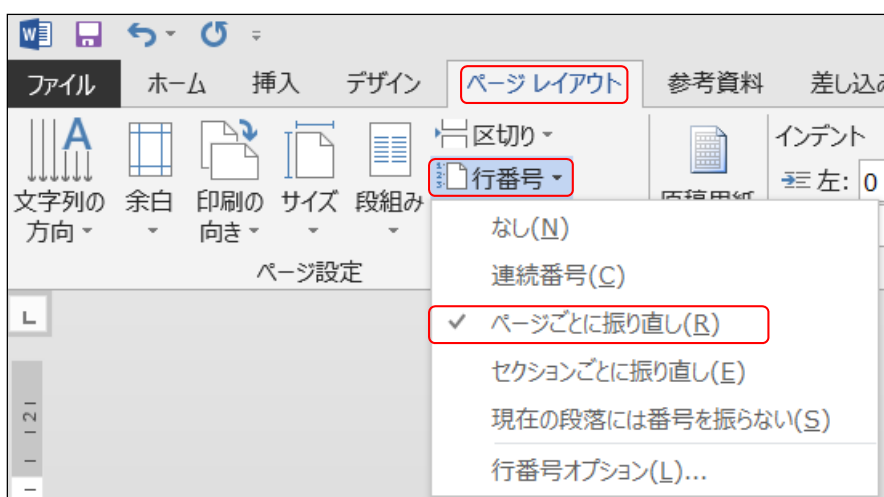 ファイル ホーム 挿入 デザイン ページ レイアウト 参考資料 差し込み
文字列の方向 余白 印刷の向き サイズ 段組み
区切り
行番号
原稿用紙
インデント
左: 0
ページ設定
なし(N)
連続番号(C)
ページごとに振り直し(R)
セクションごとに振り直し(E)
現在の段落には番号を振らない(S)
行番号オプション(L)...
2